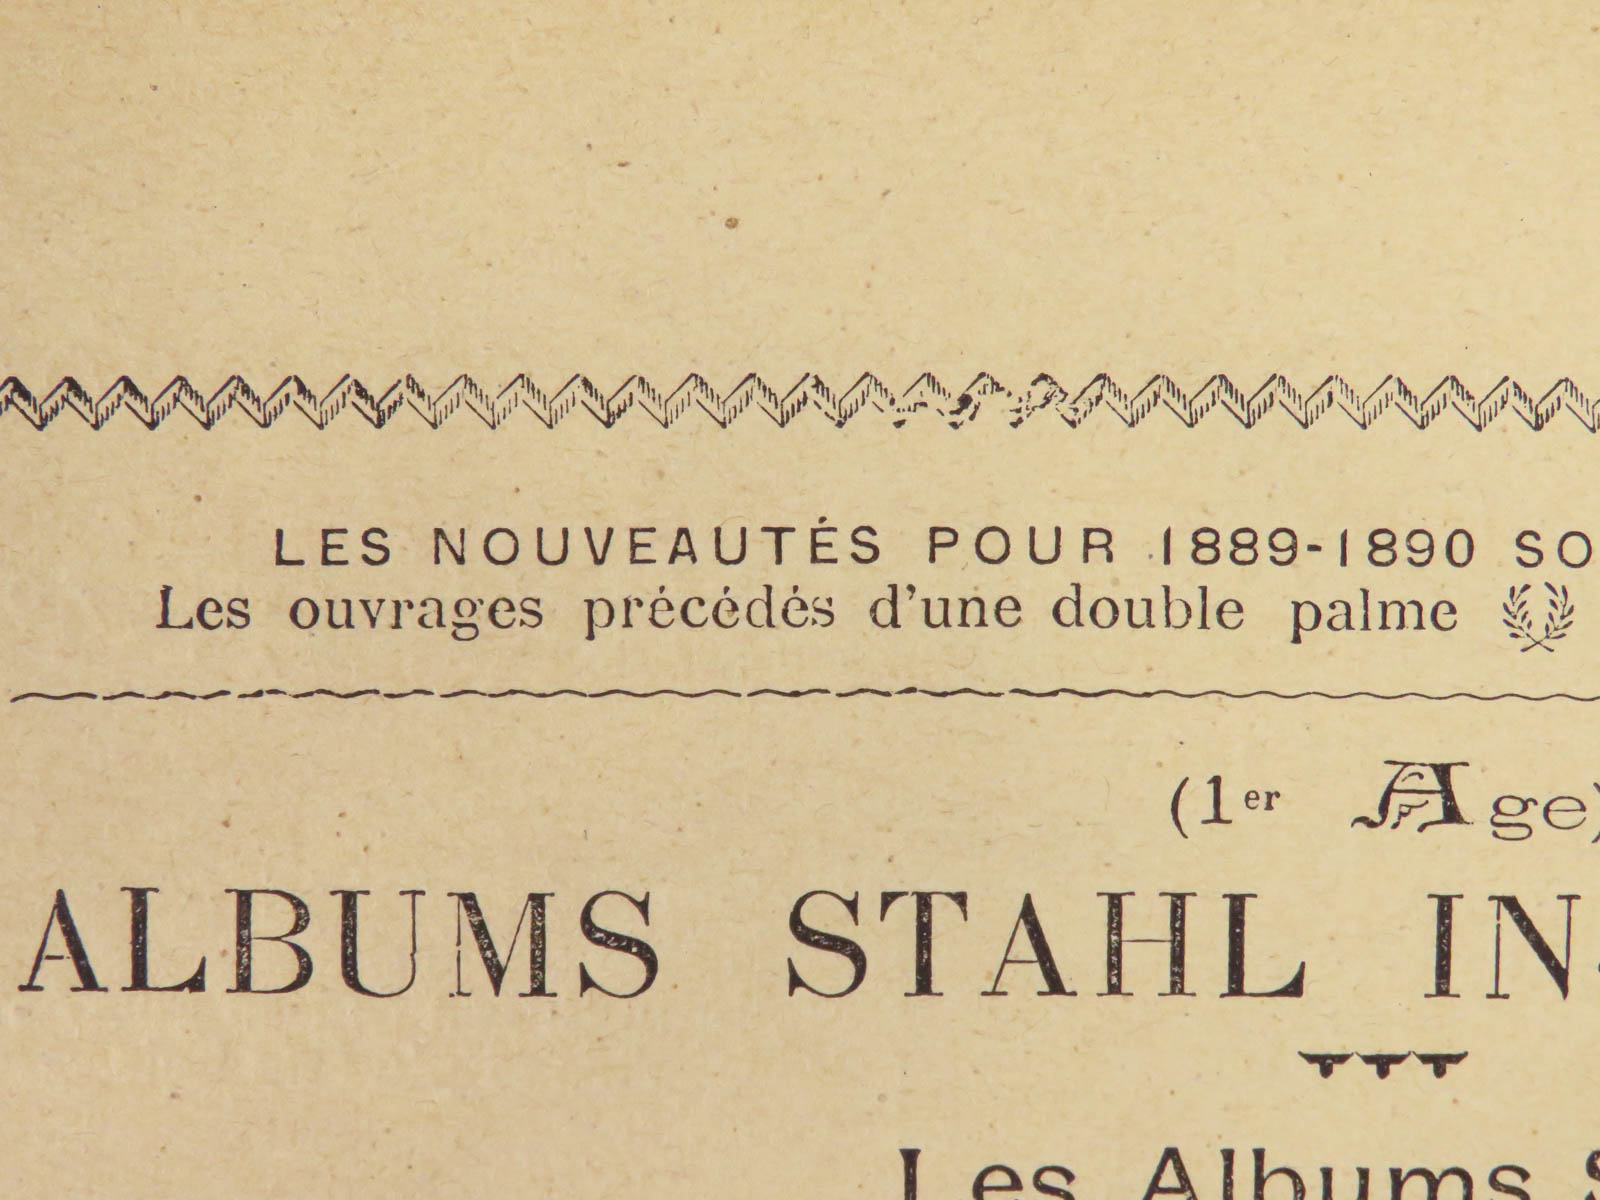 LES NOUVEAUTÉS POUR 1889-1890 SO
Les ouvrages précédés d'une double palme
(1er Age)
ALBUMS STAHL IN
Les Albums